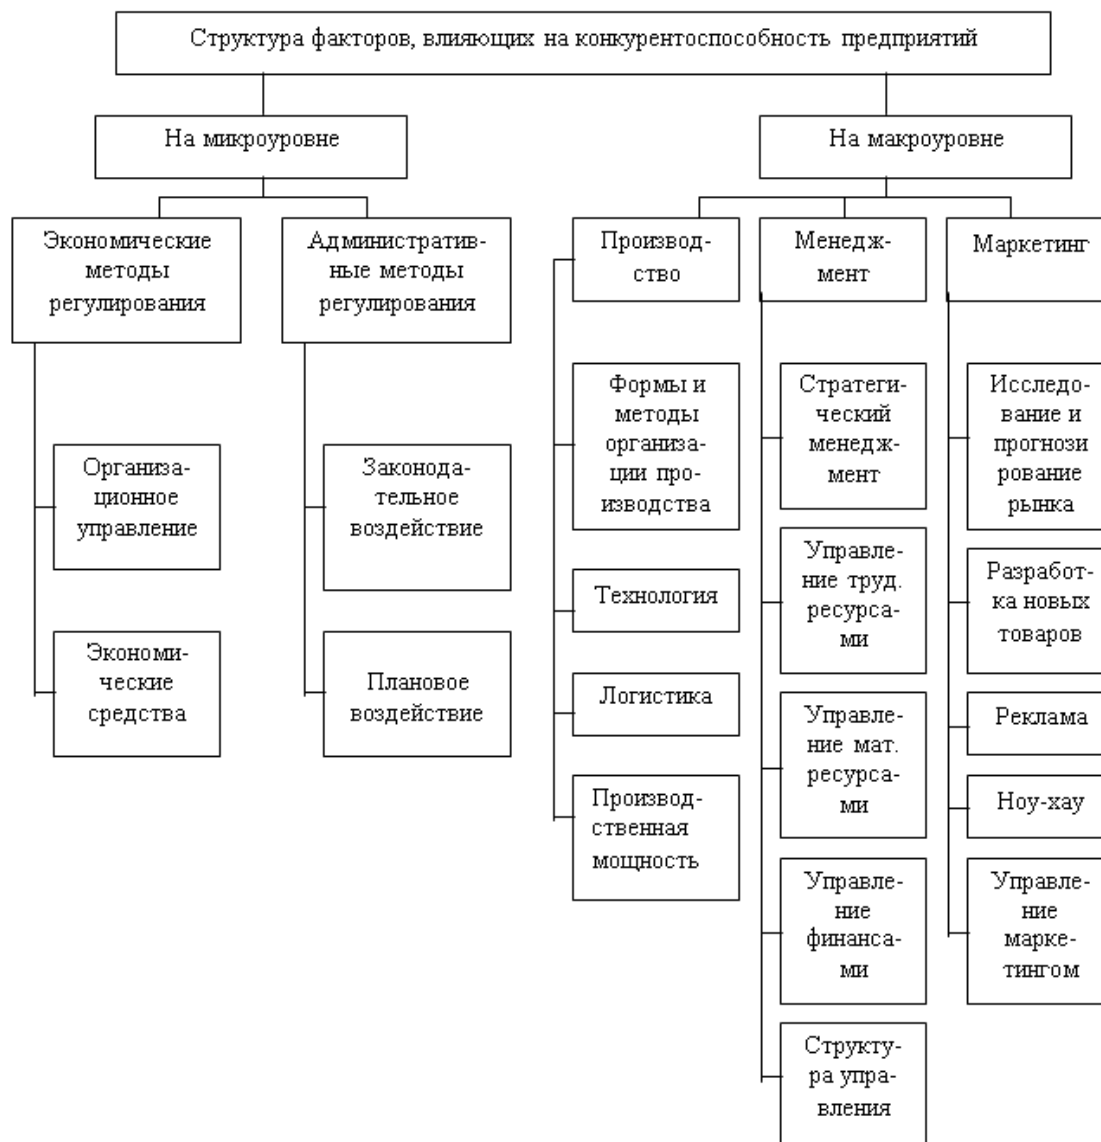 Структура факторов, влияющих на конкурентоспособность предприятий
На микроуровне
На макроуровне
Экономические
методы
регулирования
Административ-
ные методы
регулирования
Производ-
ство
Менедж-
мент
Маркетинг
Организа-
ционное
управление
Экономи-
ческие
средства
Законода-
тельное
воздействие
Плановое
воздействие
Формы и
методы
организа-
ции про-
изводства
Технология
Логистика
Производ-
ственная
мощность
Стратеги-
ческий
менедж-
мент
Управле-
ние труд.
ресурса-
ми
Управле-
ние мат.
ресурса-
ми
Управле-
ние
финанса-
ми
Структу-
ра упра-
вления
Исследо-
вание и
прогнози
рование
рынка
Разработ-
ка новых
товаров
Реклама
Ноу-хау
Управле-
ние
марке-
тингом